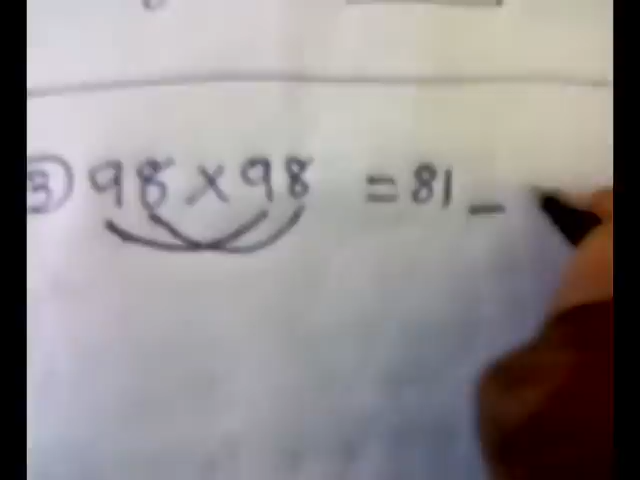 3) 98 x 98 = 81 _